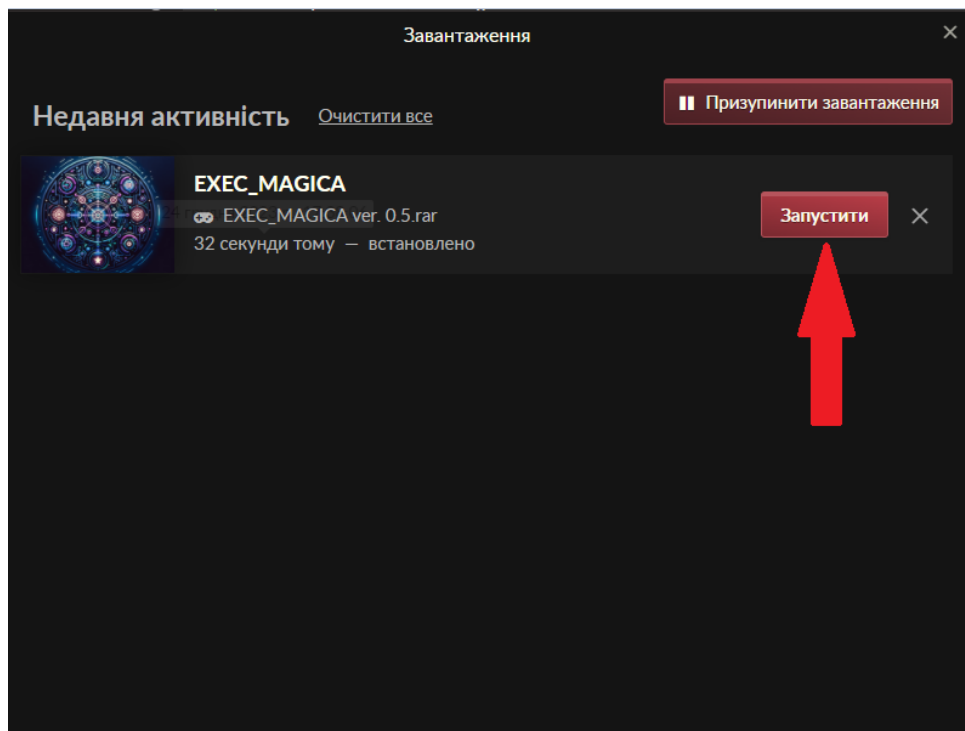 Завантаження
Недавня активність Очистити все
Призупинити завантаження
EXEC_MAGICA
EXEC_MAGICA ver. 0.5.rar
32 секунди тому — встановлено
Запустити